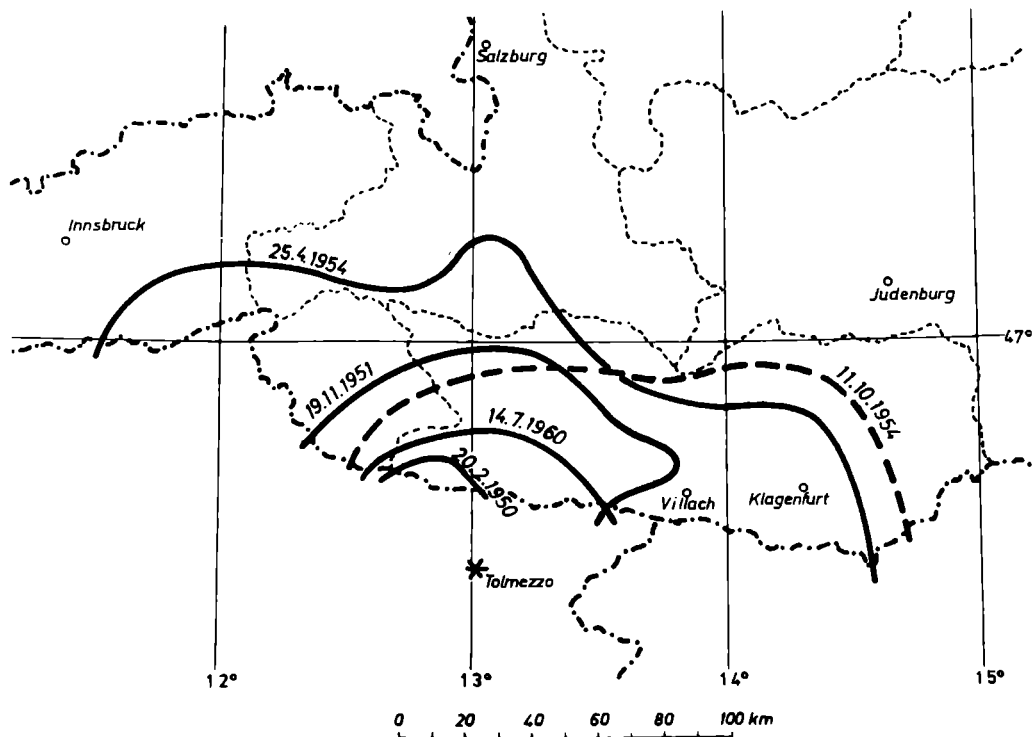 Salzburg
Innsbruck
25.4.1954
Judenburg
47°
19.11.1951
11.10.1954
14.7.1960
20.2.1950
Villach
Klagenfurt
Tolmezzo
12°
13°
14°
15°
0 20 40 60 80 100 km